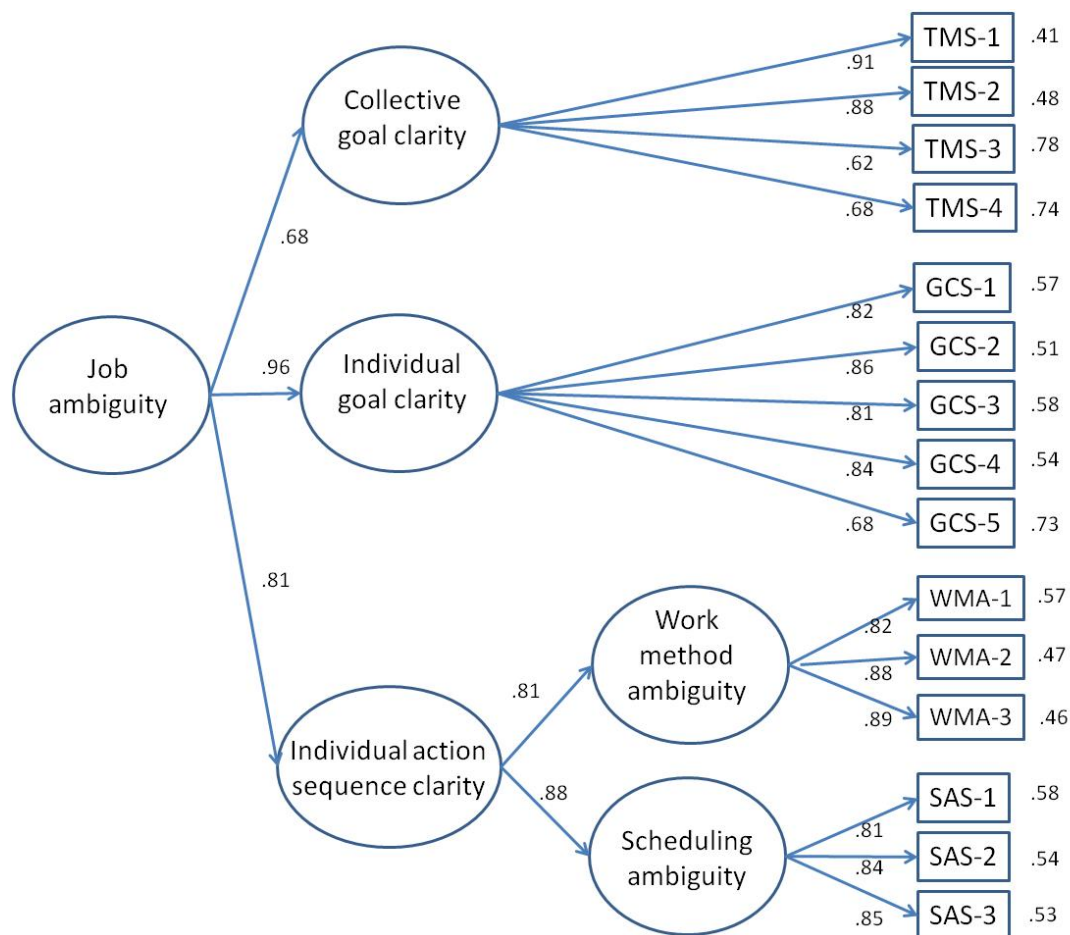 TMS-1 .41
.91
TMS-2 .48
.88
TMS-3 .78
.62
TMS-4 .74
.68
Collective
goal clarity
.68
GCS-1 .57
.82
GCS-2 .51
.86
GCS-3 .58
.81
GCS-4 .54
.84
GCS-5 .73
.68
Job
ambiguity
.96
Individual
goal clarity
.81
WMA-1 .57
.82
WMA-2 .47
.88
WMA-3 .46
.89
Work
method
ambiguity
.81
Individual action
sequence clarity
.88
Scheduling
ambiguity
SAS-1 .58
.81
SAS-2 .54
.84
SAS-3 .53
.85